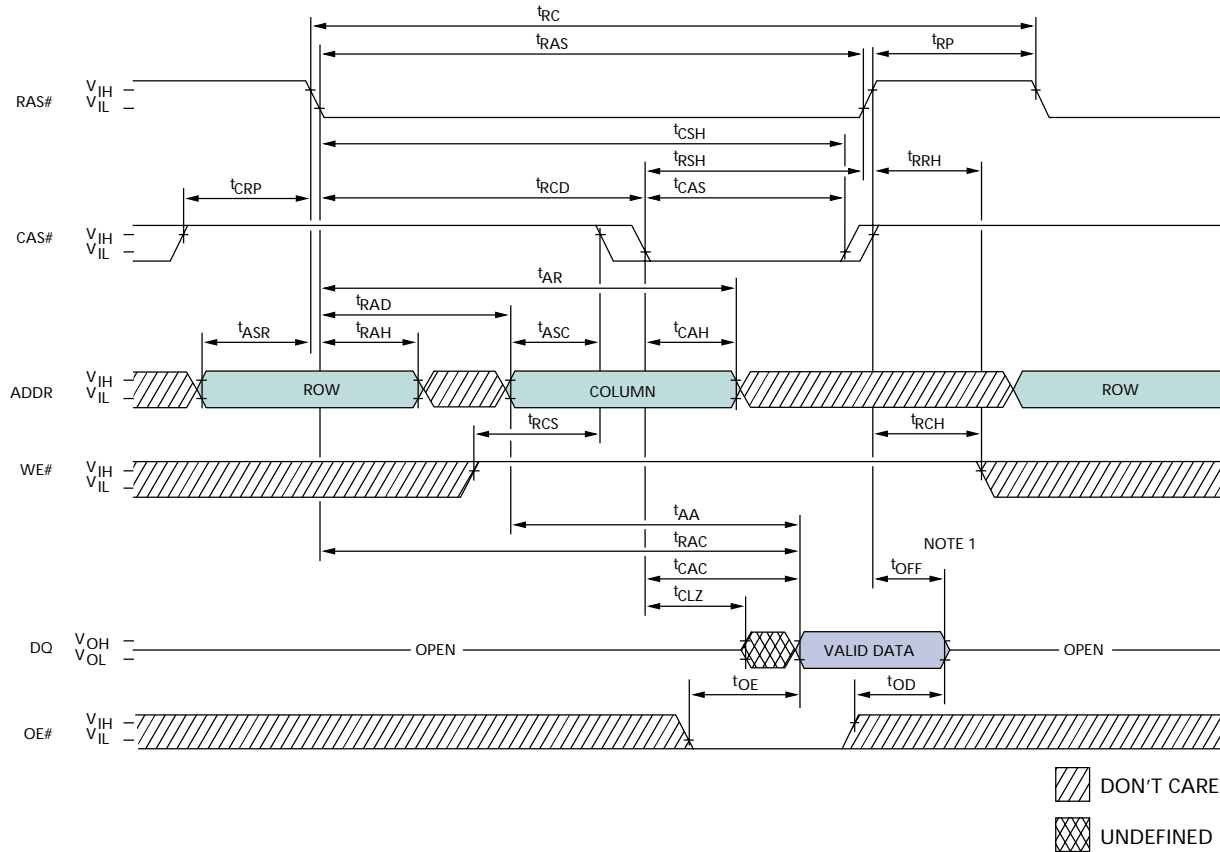 tRC
tRAS
tRP
RAS#
VIH
VIL
tCSH
tRSH
tRRH
tCRP
tRCD
tCAS
CAS#
VIH
VIL
tAR
tRAD
tASR
tRAH
tASC
tCAH
ADDR
VIH
VIL
ROW
COLUMN
ROW
tRCS
tRCH
WE#
VIH
VIL
tAA
tRAC
NOTE 1
tCAC
tOFF
tCLZ
DQ
VOH
VOL
OPEN
VALID DATA
OPEN
tOE
tOD
OE#
VIH
VIL
DON'T CARE
UNDEFINED